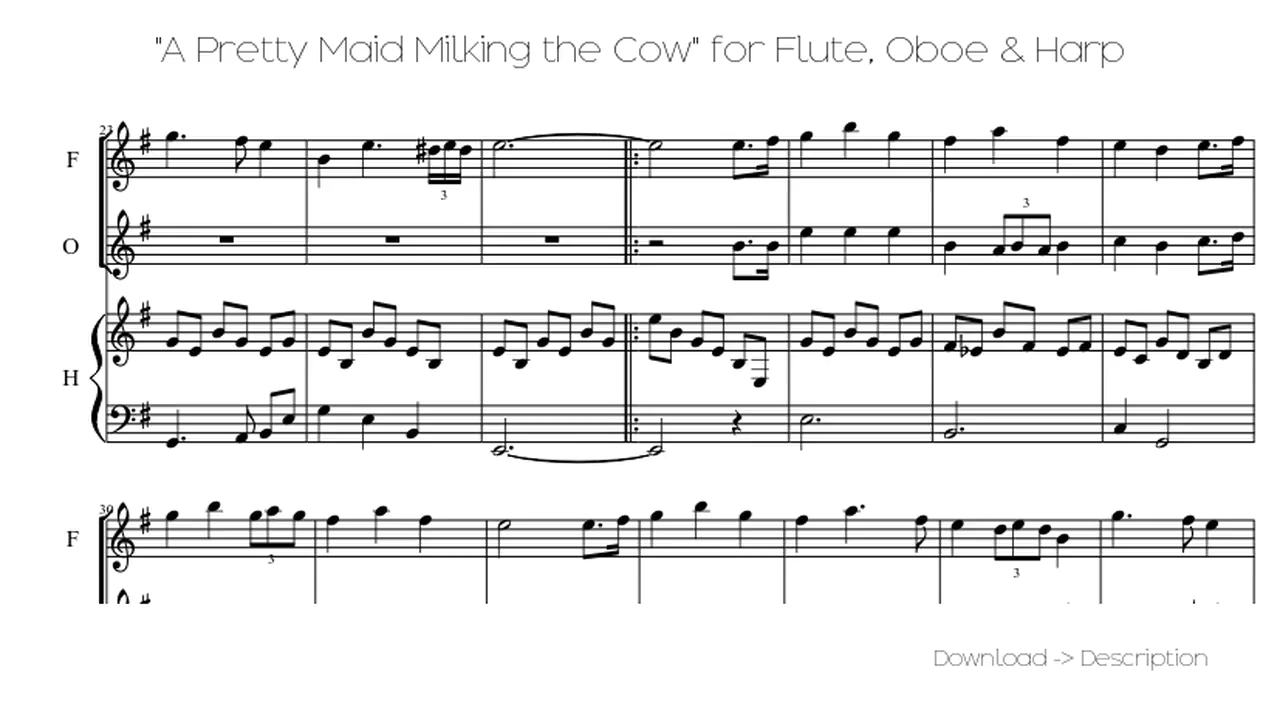 "A Pretty Maid Milking the Cow" for Flute, Oboe & Harp
23
F
3
O
3
H
30
F
3
3
Download -> Description